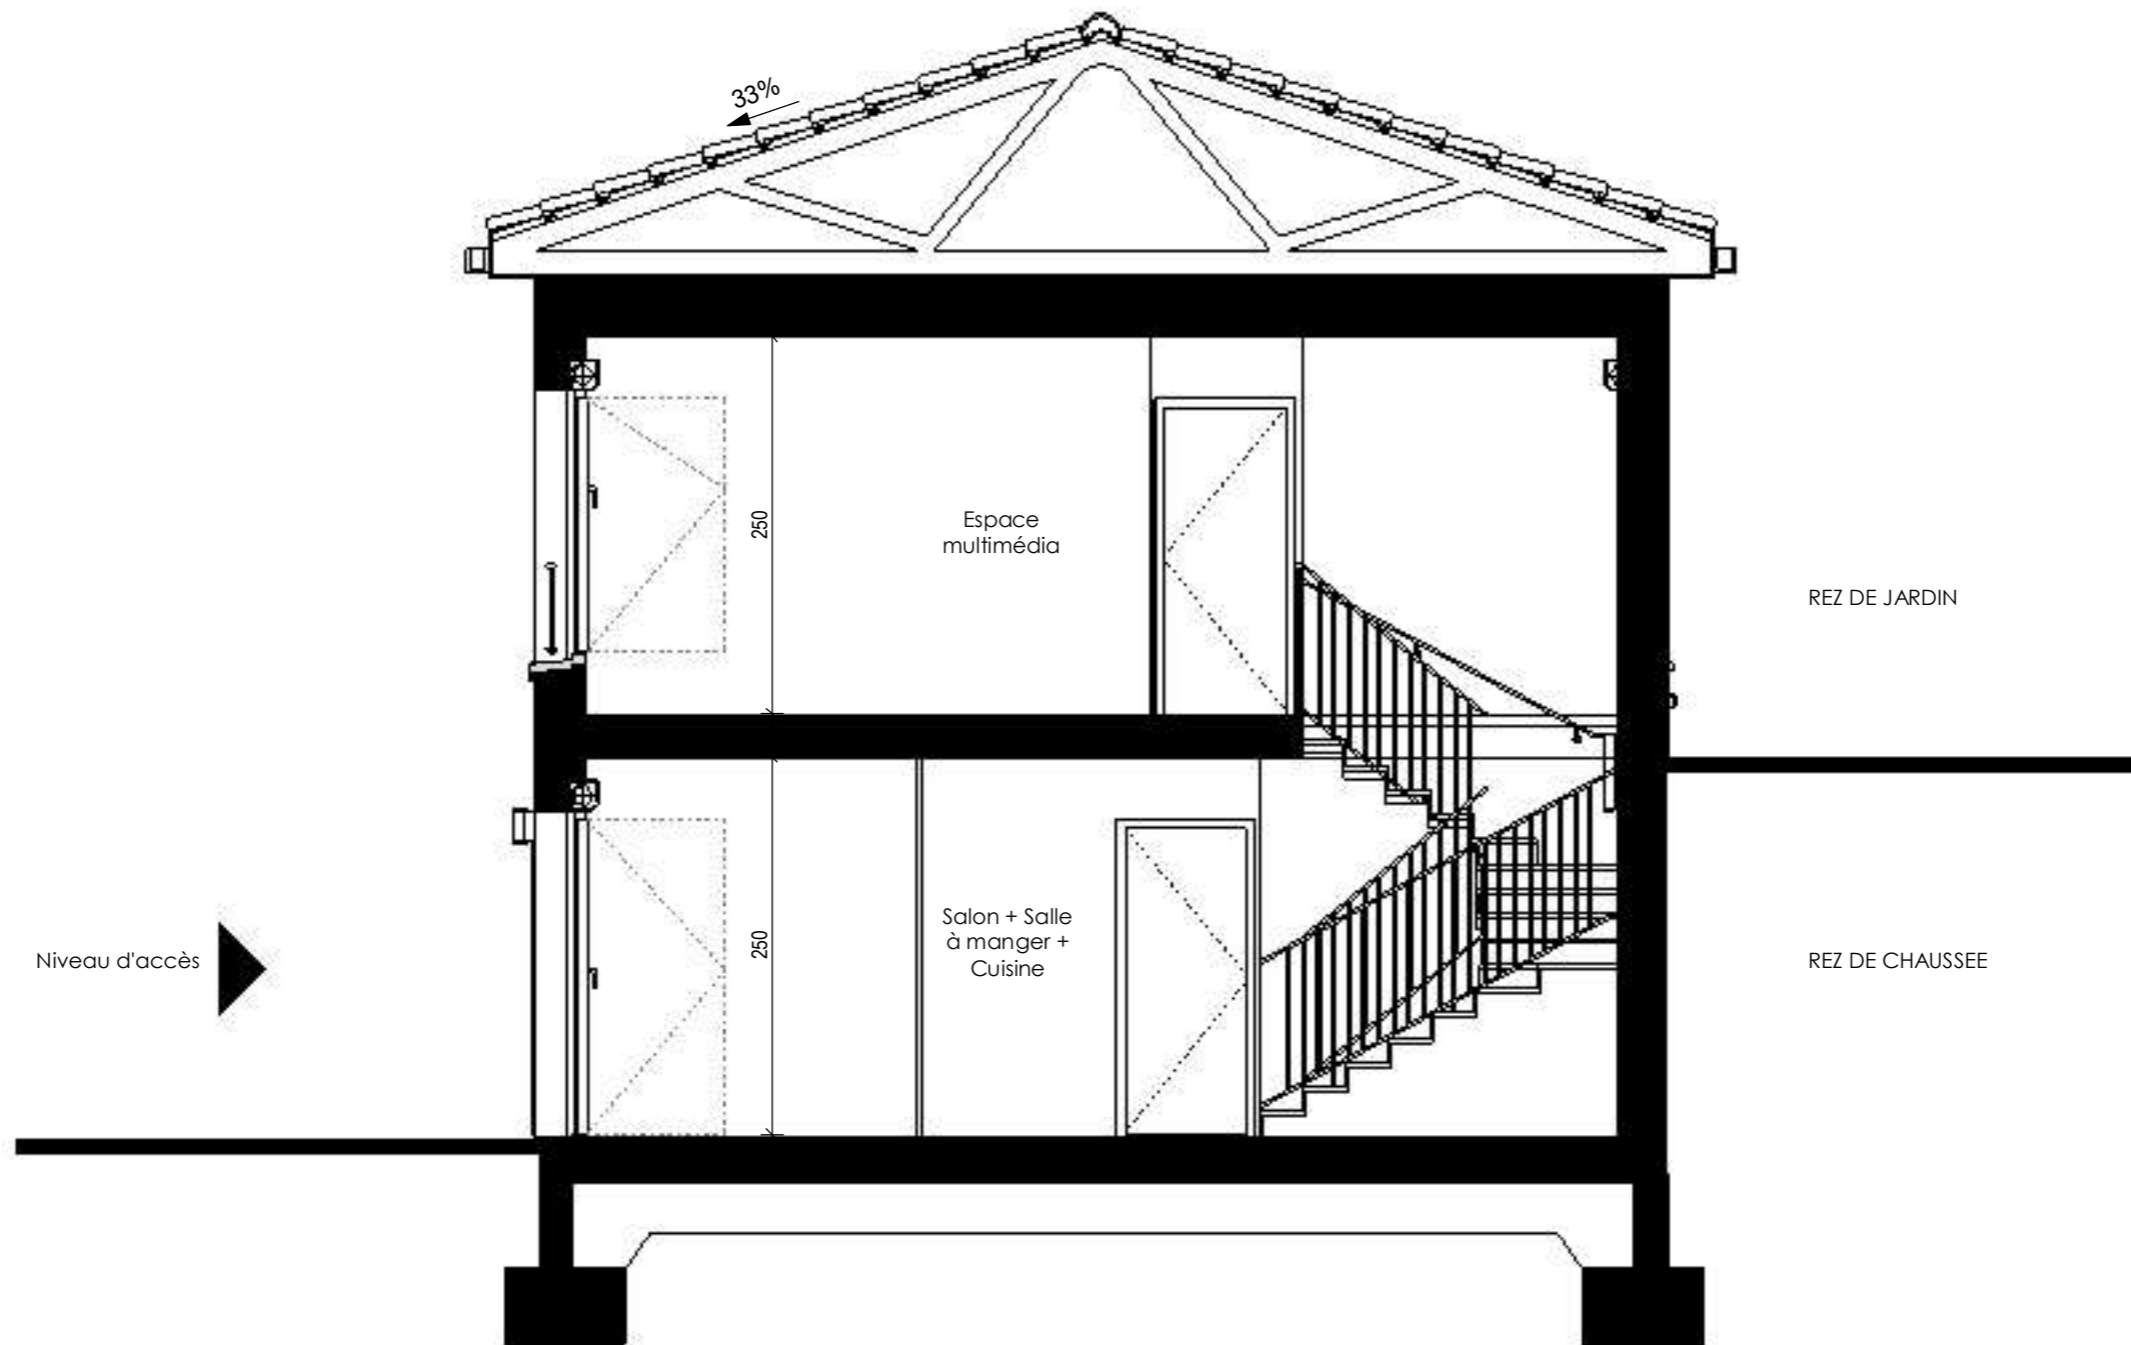 33%
250
Espace
multimédia
REZ DE JARDIN
Niveau d'accès
250
Salon + Salle
à manger +
Cuisine
REZ DE CHAUSSEE